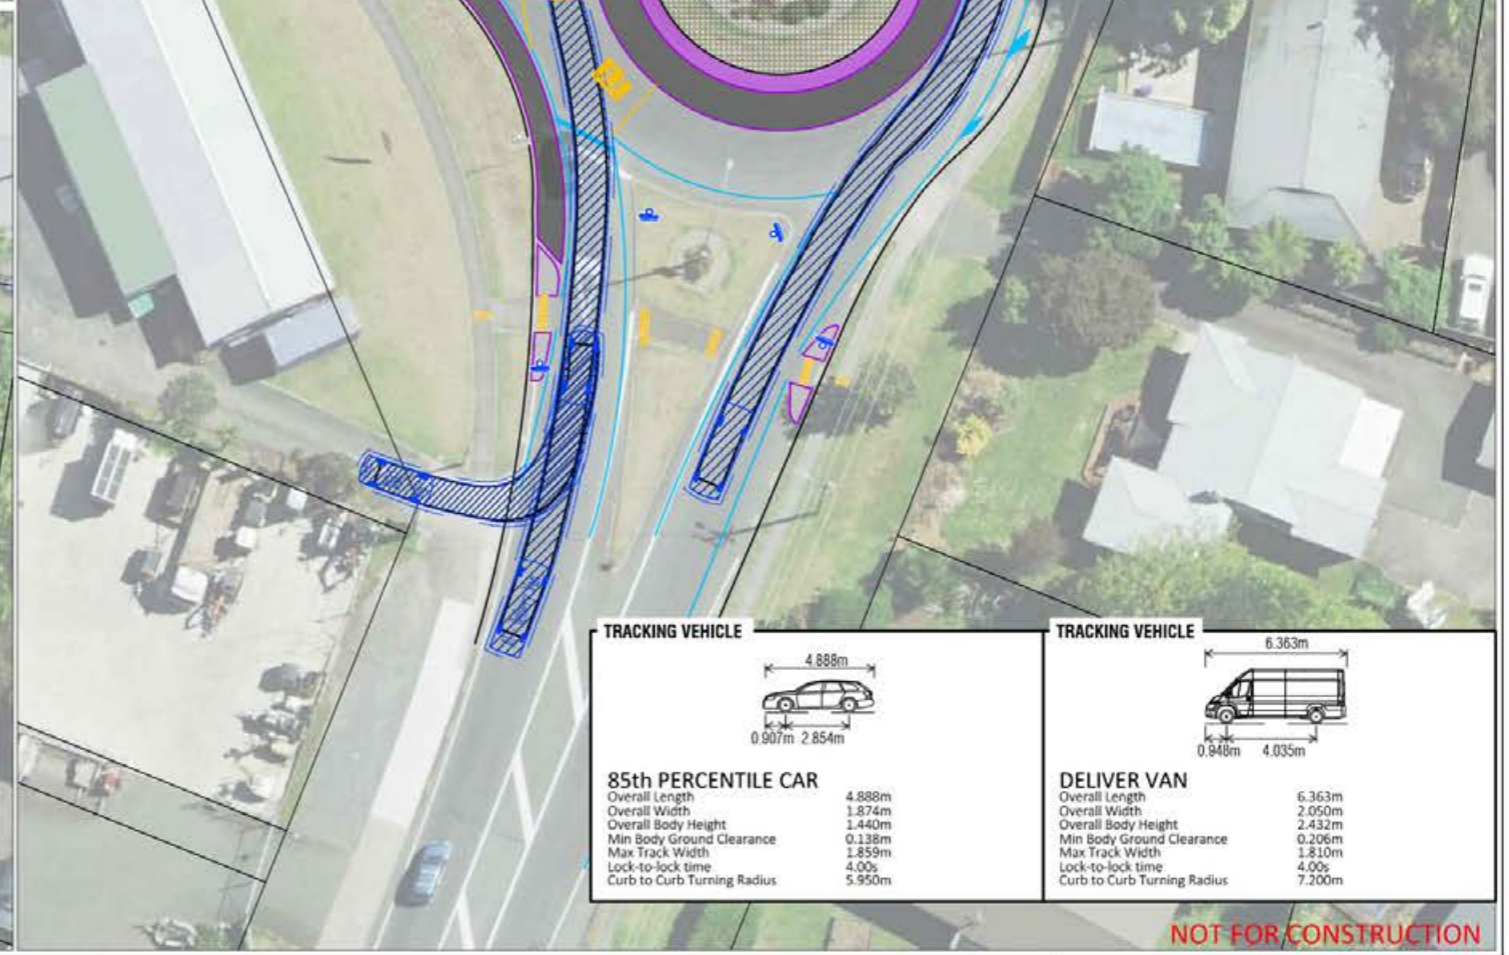 TRACKING VEHICLE
4.888m
0.907m 2.854m
85th PERCENTILE CAR
Overall Length 4.888m
Overall Width 1.874m
Overall Body Height 1.440m
Min Body Ground Clearance 0.138m
Max Track Width 1.859m
Lock-to-lock time 4.00s
Curb to Curb Turning Radius 5.950m
TRACKING VEHICLE
6.363m
0.948m 4.035m
DELIVER VAN
Overall Length 6.363m
Overall Width 2.050m
Overall Body Height 2.432m
Min Body Ground Clearance 0.206m
Max Track Width 1.810m
Lock-to-lock time 4.00s
Curb to Curb Turning Radius 7.200m
NOT FOR CONSTRUCTION